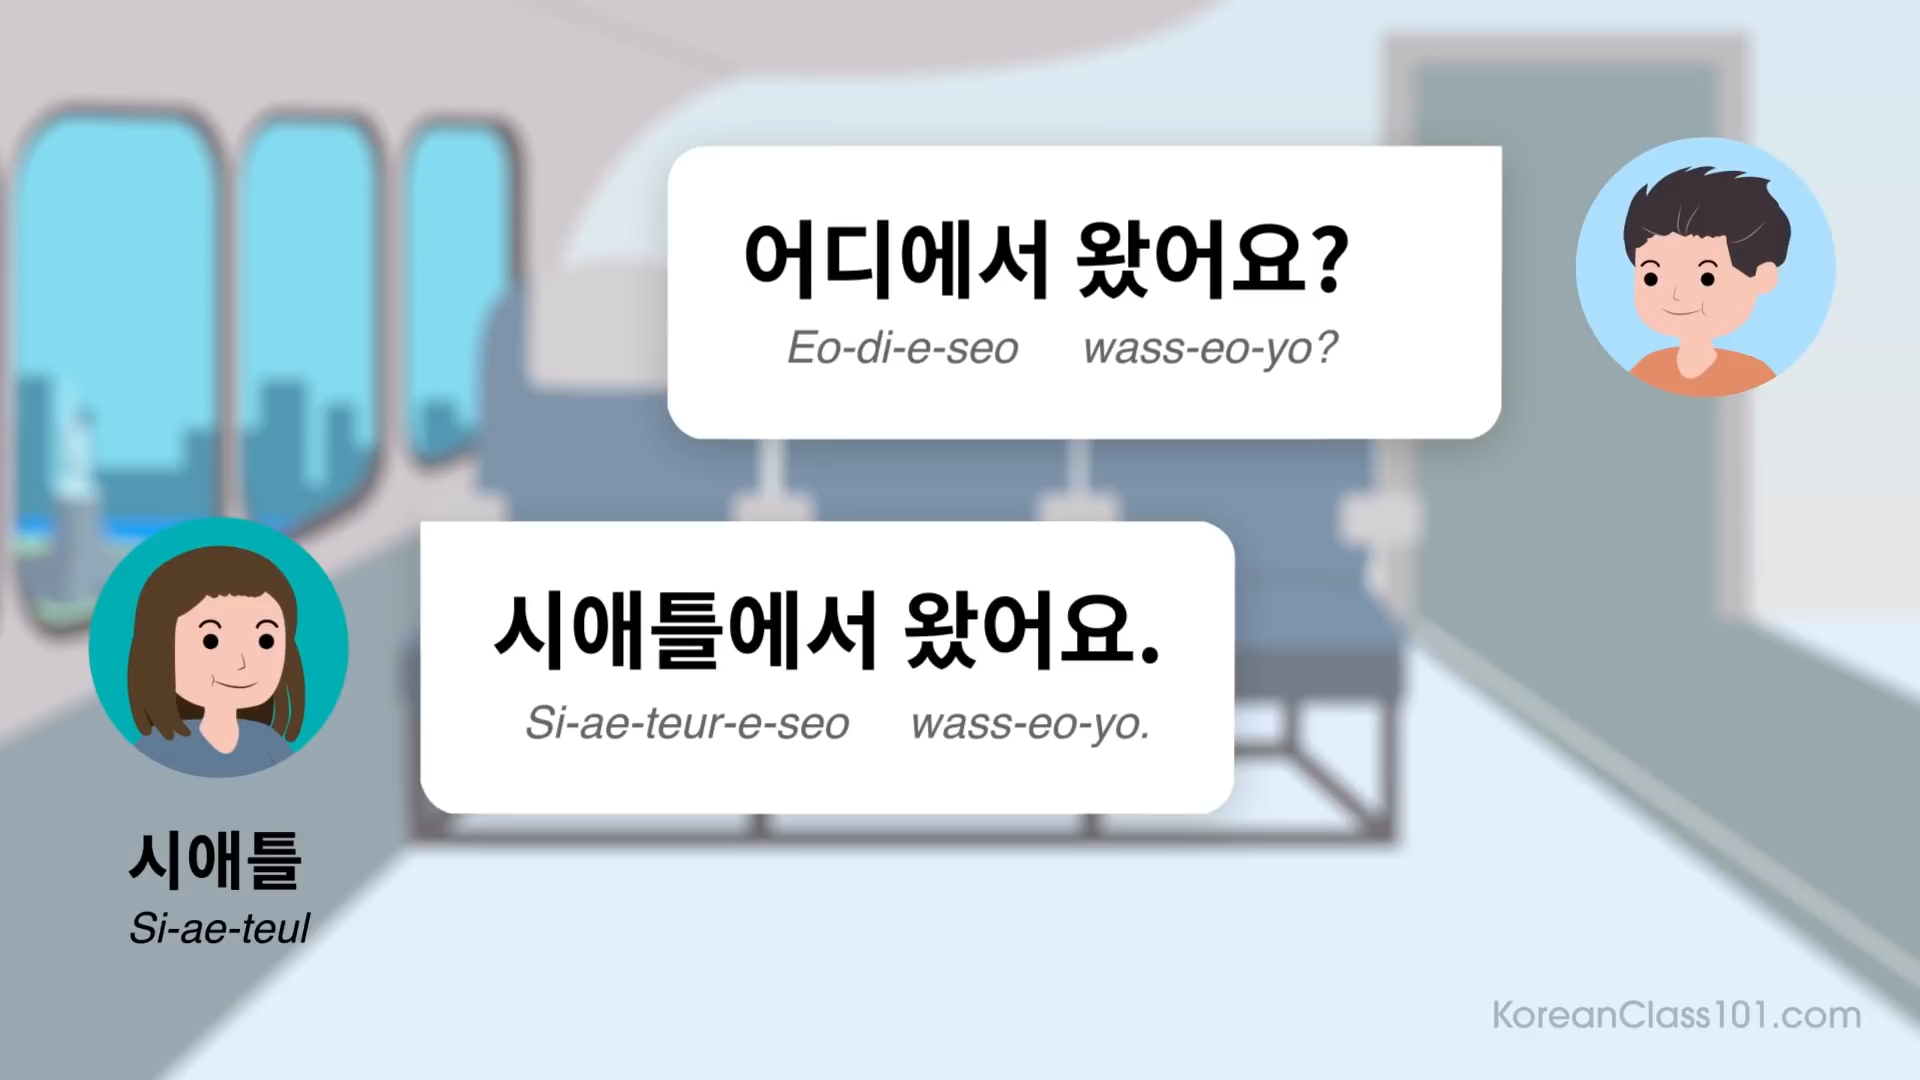 어디에서 왔어요?
Eo-di-e-seo wass-eo-yo?
시애틀에서 왔어요.
Si-ae-teur-e-seo wass-eo-yo.
시애틀
Si-ae-teul
KoreanClass101.com